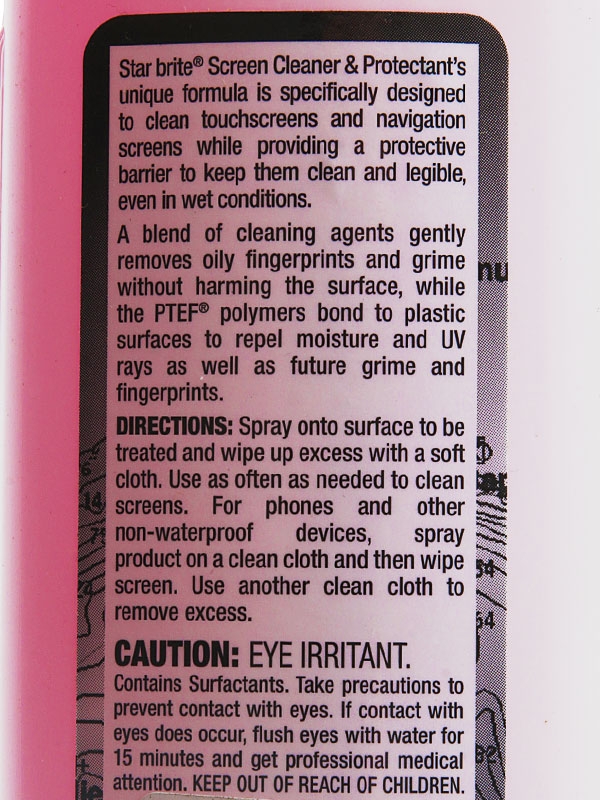 Star brite® Screen Cleaner & Protectant's
unique formula is specifically designed
to clean touchscreens and navigation
screens while providing a protective
barrier to keep them clean and legible,
even in wet conditions.
A blend of cleaning agents gently
removes oily fingerprints and grime
without harming the surface, while
the PTEF® polymers bond to plastic
surfaces to repel moisture and UV
rays as well as future grime and
fingerprints.
DIRECTIONS: Spray onto surface to be
treated and wipe up excess with a soft
cloth. Use as often as needed to clean
screens. For phones and other
non-waterproof devices, spray
product on a clean cloth and then wipe
screen. Use another clean cloth to
remove excess.
CAUTION: EYE IRRITANT.
Contains Surfactants. Take precautions to
prevent contact with eyes. If contact with
eyes does occur, flush eyes with water for
15 minutes and get professional medical
attention. KEEP OUT OF REACH OF CHILDREN.